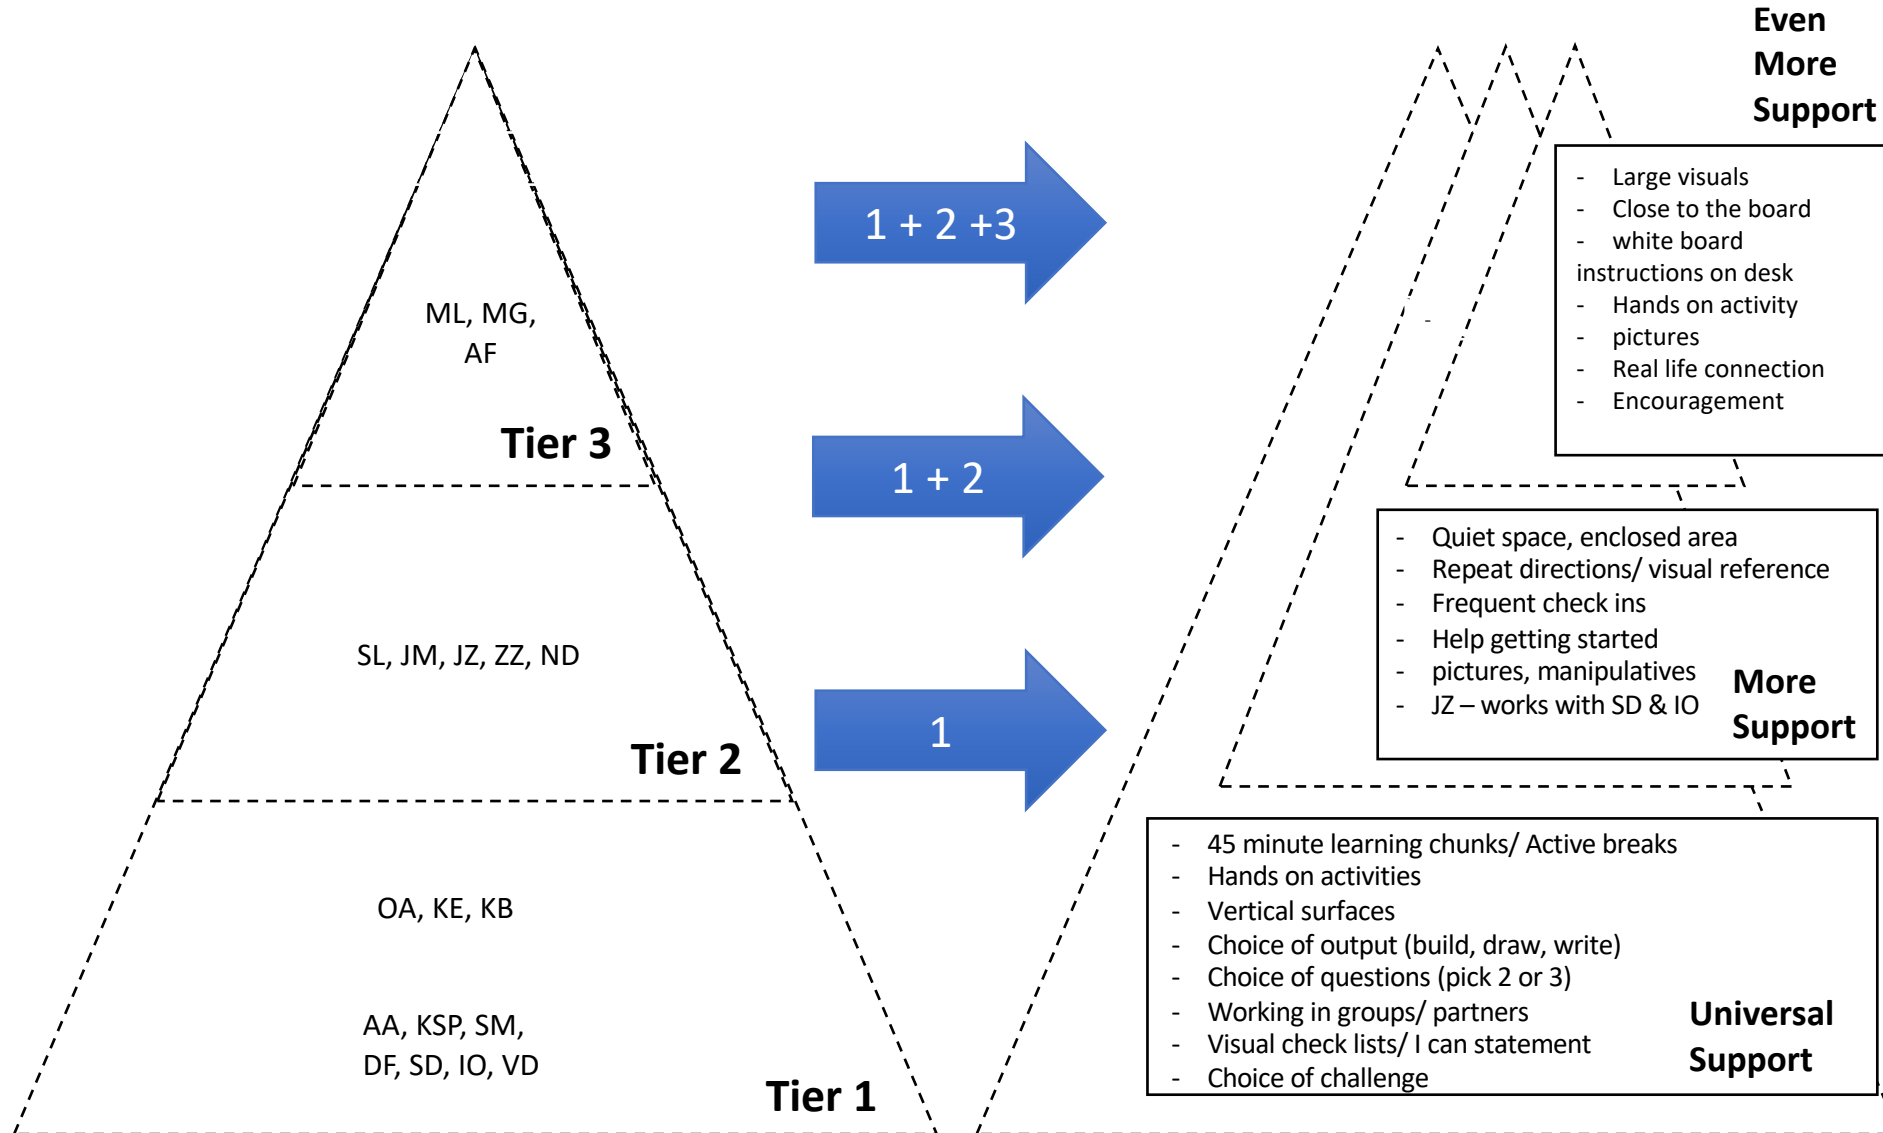 ML, MG,
AF
Tier 3
SL, JM, JZ, ZZ, ND
Tier 2
OA, KE, KB
AA, KSP, SM,
DF, SD, IO, VD
Tier 1
1 + 2 +3
1 + 2
1
Even
More
Support
- Large visuals
- Close to the board
- white board
instructions on desk
- Hands on activity
- pictures
- Real life connection
- Encouragement
-
- Quiet space, enclosed area
- Repeat directions/ visual reference
- Frequent check ins
- Help getting started
- pictures, manipulatives
- JZ – works with SD & IO
More
Support
- 45 minute learning chunks/ Active breaks
- Hands on activities
- Vertical surfaces
- Choice of output (build, draw, write)
- Choice of questions (pick 2 or 3)
- Working in groups/ partners
- Visual check lists/ I can statement
- Choice of challenge
Universal
Support